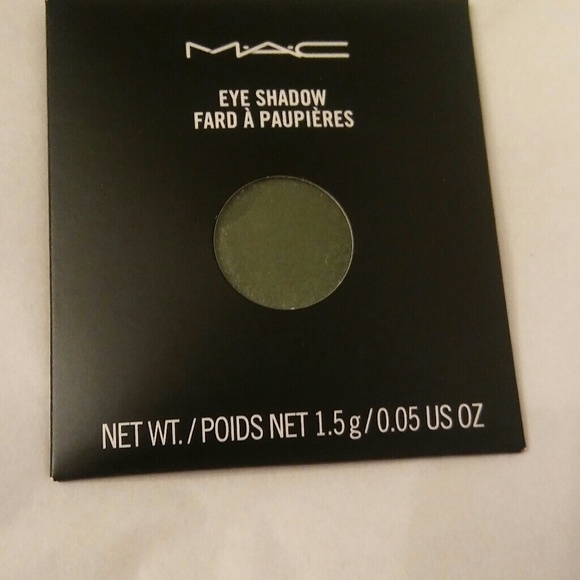 M·A·C
EYE SHADOW
FARD À PAUPIÈRES
NET WT./POIDS NET 1.5 g/0.05 US OZ